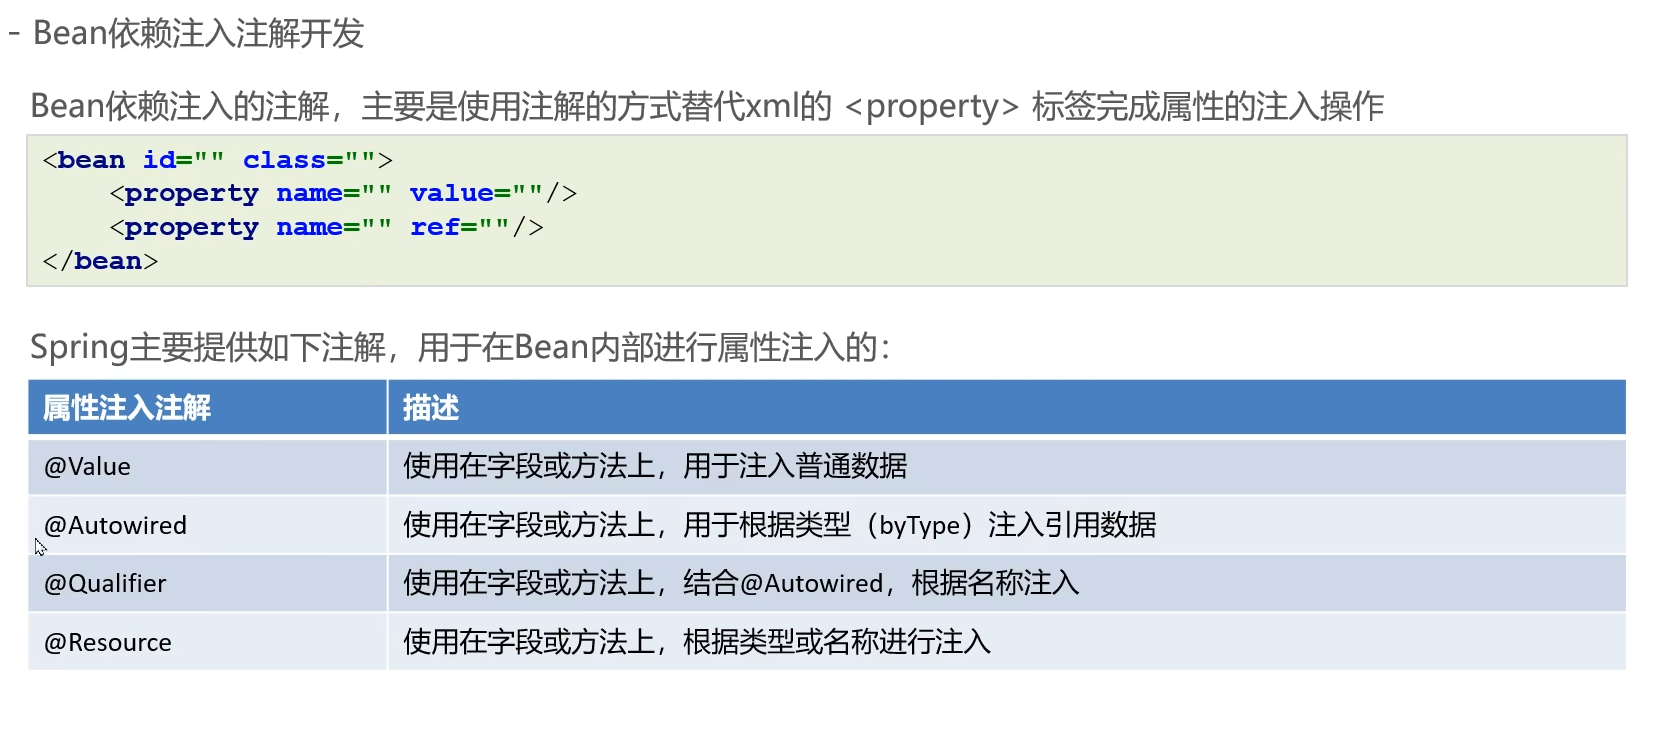 - Bean依赖注入注解开发
Bean依赖注入的注解，主要是使用注解的方式替代xml的 <property> 标签完成属性的注入操作
<bean id="" class="">
    <property name="" value=""/>
    <property name="" ref=""/>
</bean>
Spring主要提供如下注解，用于在Bean内部进行属性注入的：
属性注入注解 描述
@Value 使用在字段或方法上，用于注入普通数据
@Autowired 使用在字段或方法上，用于根据类型（byType）注入引用数据
@Qualifier 使用在字段或方法上，结合@Autowired，根据名称注入
@Resource 使用在字段或方法上，根据类型或名称进行注入